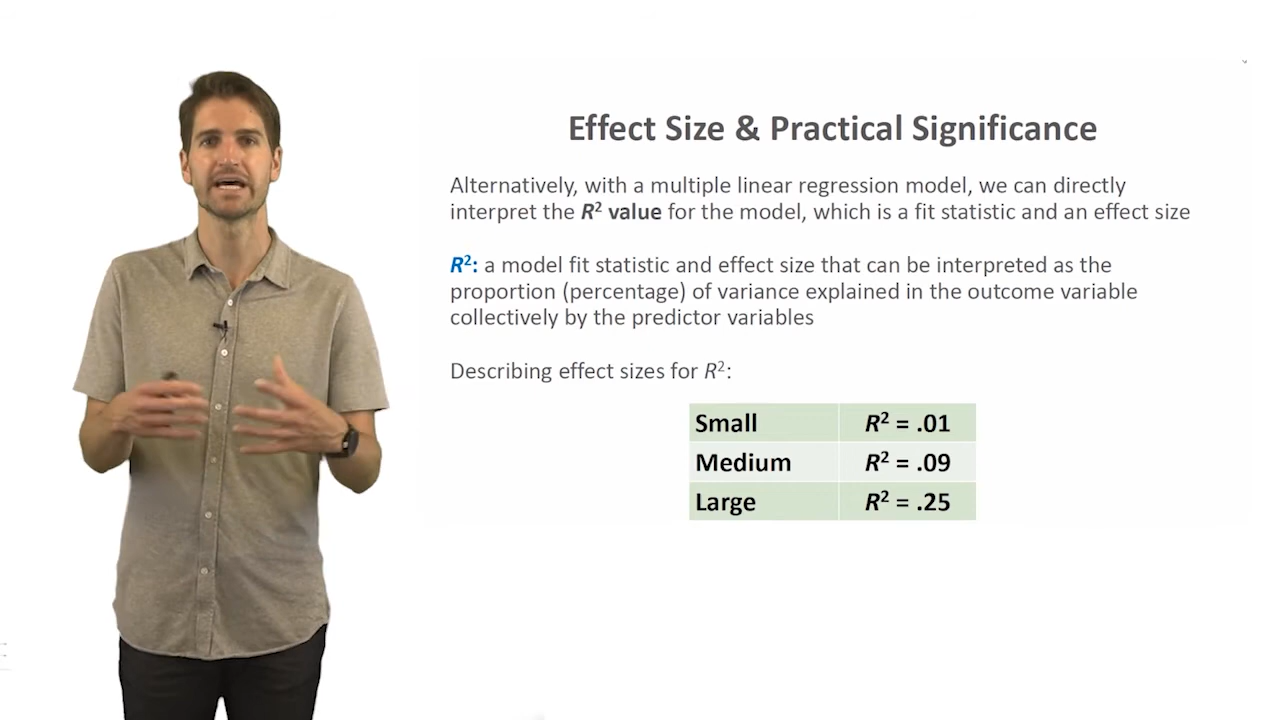 Effect Size & Practical Significance
Alternatively, with a multiple linear regression model, we can directly
interpret the R² value for the model, which is a fit statistic and an effect size
R²: a model fit statistic and effect size that can be interpreted as the
proportion (percentage) of variance explained in the outcome variable
collectively by the predictor variables
Describing effect sizes for R²:
Small R² = .01
Medium R² = .09
Large R² = .25